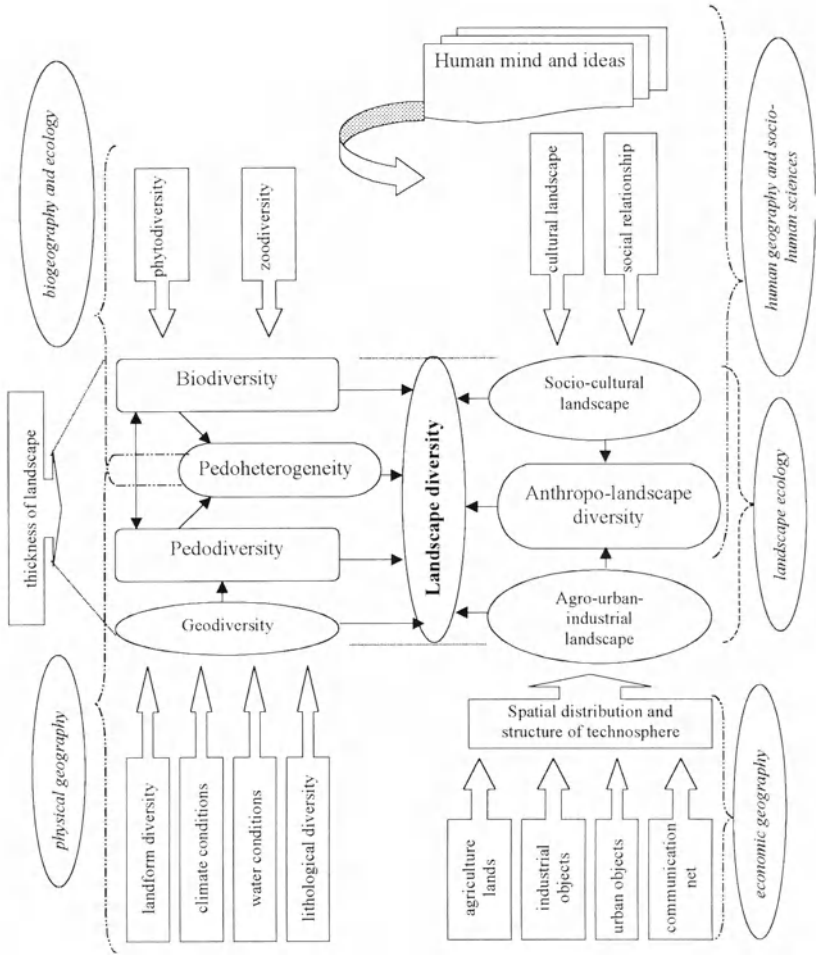 Human mind and ideas
biogeography and ecology
phytodiversity
zoodiversity
cultural landscape
social relationship
human geography and socio-
human sciences
thickness of landscape
Biodiversity
Pedoheterogeneity
Pedodiversity
Geodiversity
Landscape diversity
Socio-cultural
landscape
Anthropo-landscape
diversity
Agro-urban-
industrial
landscape
landscape ecology
physical geography
landform diversity
climate conditions
water conditions
lithological diversity
Spatial distribution and
structure of technosphere
agriculture
lands
industrial
objects
urban objects
communication
net
economic geography